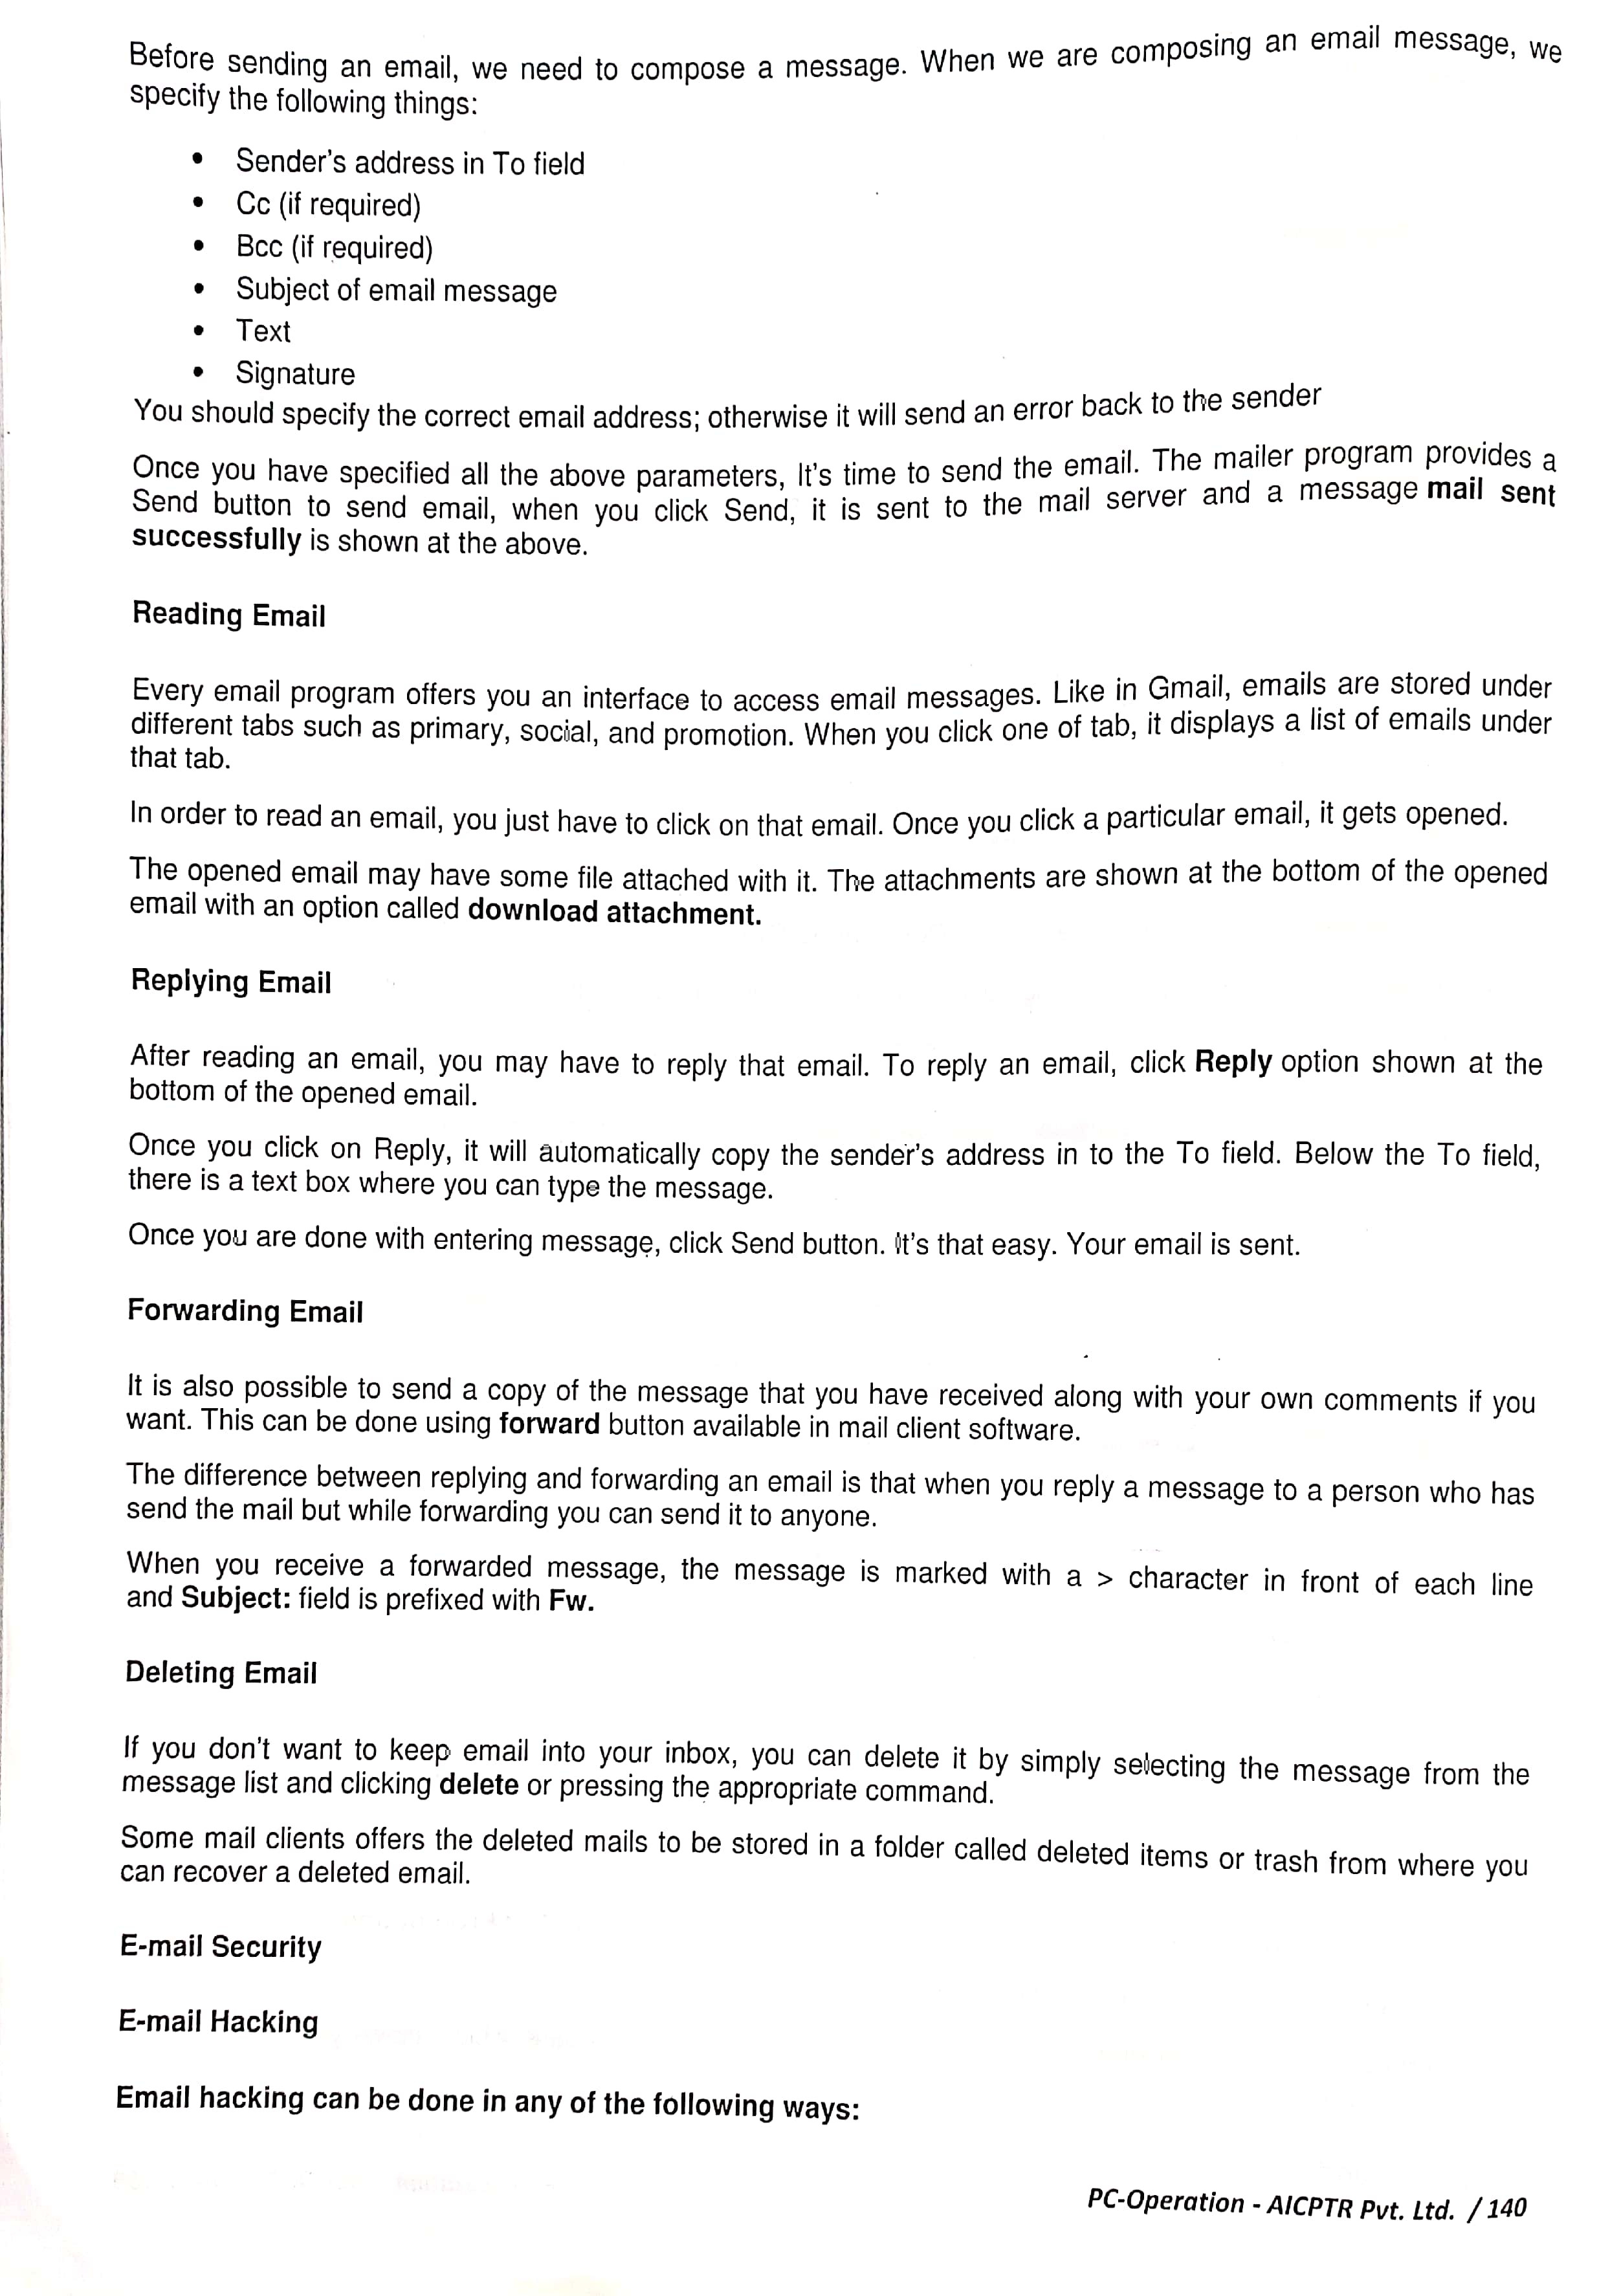 Before sending an email, we need to compose a message. When we are composing an email message, we
specify the following things:
• Sender's address in To field
• Cc (if required)
• Bcc (if required)
• Subject of email message
• Text
• Signature
You should specify the correct email address; otherwise it will send an error back to the sender
Once you have specified all the above parameters, It's time to send the email. The mailer program provides a
Send button to send email, when you click Send, it is sent to the mail server and a message mail sent
successfully is shown at the above.
Reading Email
Every email program offers you an interface to access email messages. Like in Gmail, emails are stored under
different tabs such as primary, social, and promotion. When you click one of tab, it displays a list of emails under
that tab.
In order to read an email, you just have to click on that email. Once you click a particular email, it gets opened.
The opened email may have some file attached with it. The attachments are shown at the bottom of the opened
email with an option called download attachment.
Replying Email
After reading an email, you may have to reply that email. To reply an email, click Reply option shown at the
bottom of the opened email.
Once you click on Reply, it will automatically copy the sender's address in to the To field. Below the To field,
there is a text box where you can type the message.
Once you are done with entering message, click Send button. It's that easy. Your email is sent.
Forwarding Email
It is also possible to send a copy of the message that you have received along with your own comments if you
want. This can be done using forward button available in mail client software.
The difference between replying and forwarding an email is that when you reply a message to a person who has
send the mail but while forwarding you can send it to anyone.
When you receive a forwarded message, the message is marked with a > character in front of each line
and Subject: field is prefixed with Fw.
Deleting Email
If you don't want to keep email into your inbox, you can delete it by simply selecting the message from the
message list and clicking delete or pressing the appropriate command.
Some mail clients offers the deleted mails to be stored in a folder called deleted items or trash from where you
can recover a deleted email.
E-mail Security
E-mail Hacking
Email hacking can be done in any of the following ways:
PC-Operation - AICPTR Pvt. Ltd. / 140